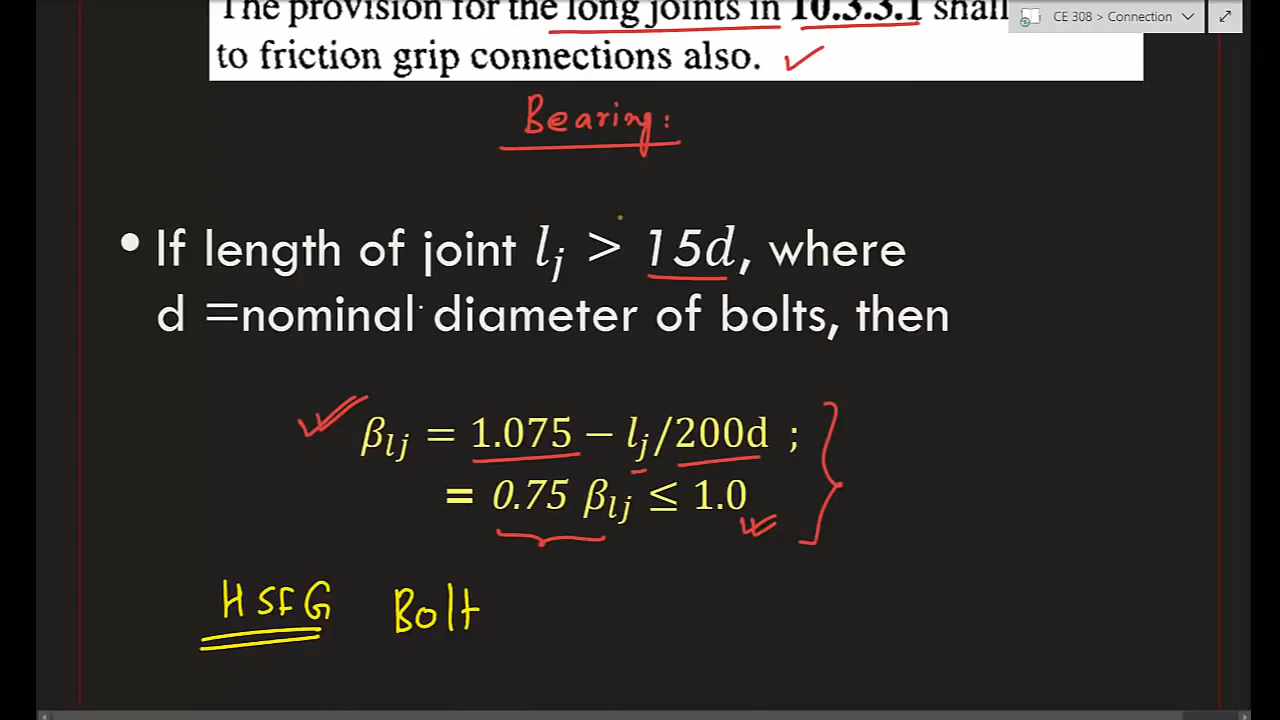 The provision for the long joints in 10.3.3.1 shall
CE 308 > Connection
to friction grip connections also.
Bearing:
• If length of joint lⱼ > 15d, where
d =nominal diameter of bolts, then
βₗⱼ = 1.075 − lⱼ/200d ;
= 0.75 βₗⱼ ≤ 1.0
HSFG Bolt